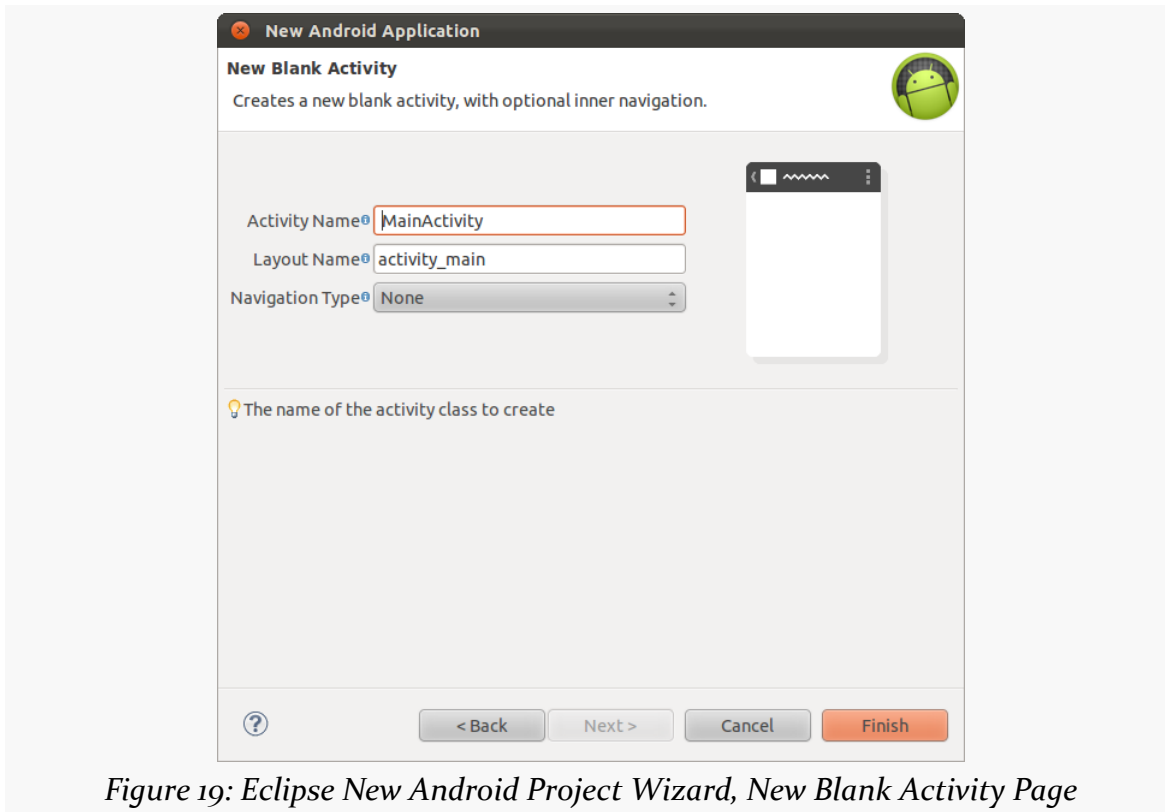 New Android Application
New Blank Activity
Creates a new blank activity, with optional inner navigation.
Activity Name MainActivity
Layout Name activity_main
Navigation Type None
The name of the activity class to create
< Back Next > Cancel Finish
Figure 19: Eclipse New Android Project Wizard, New Blank Activity Page